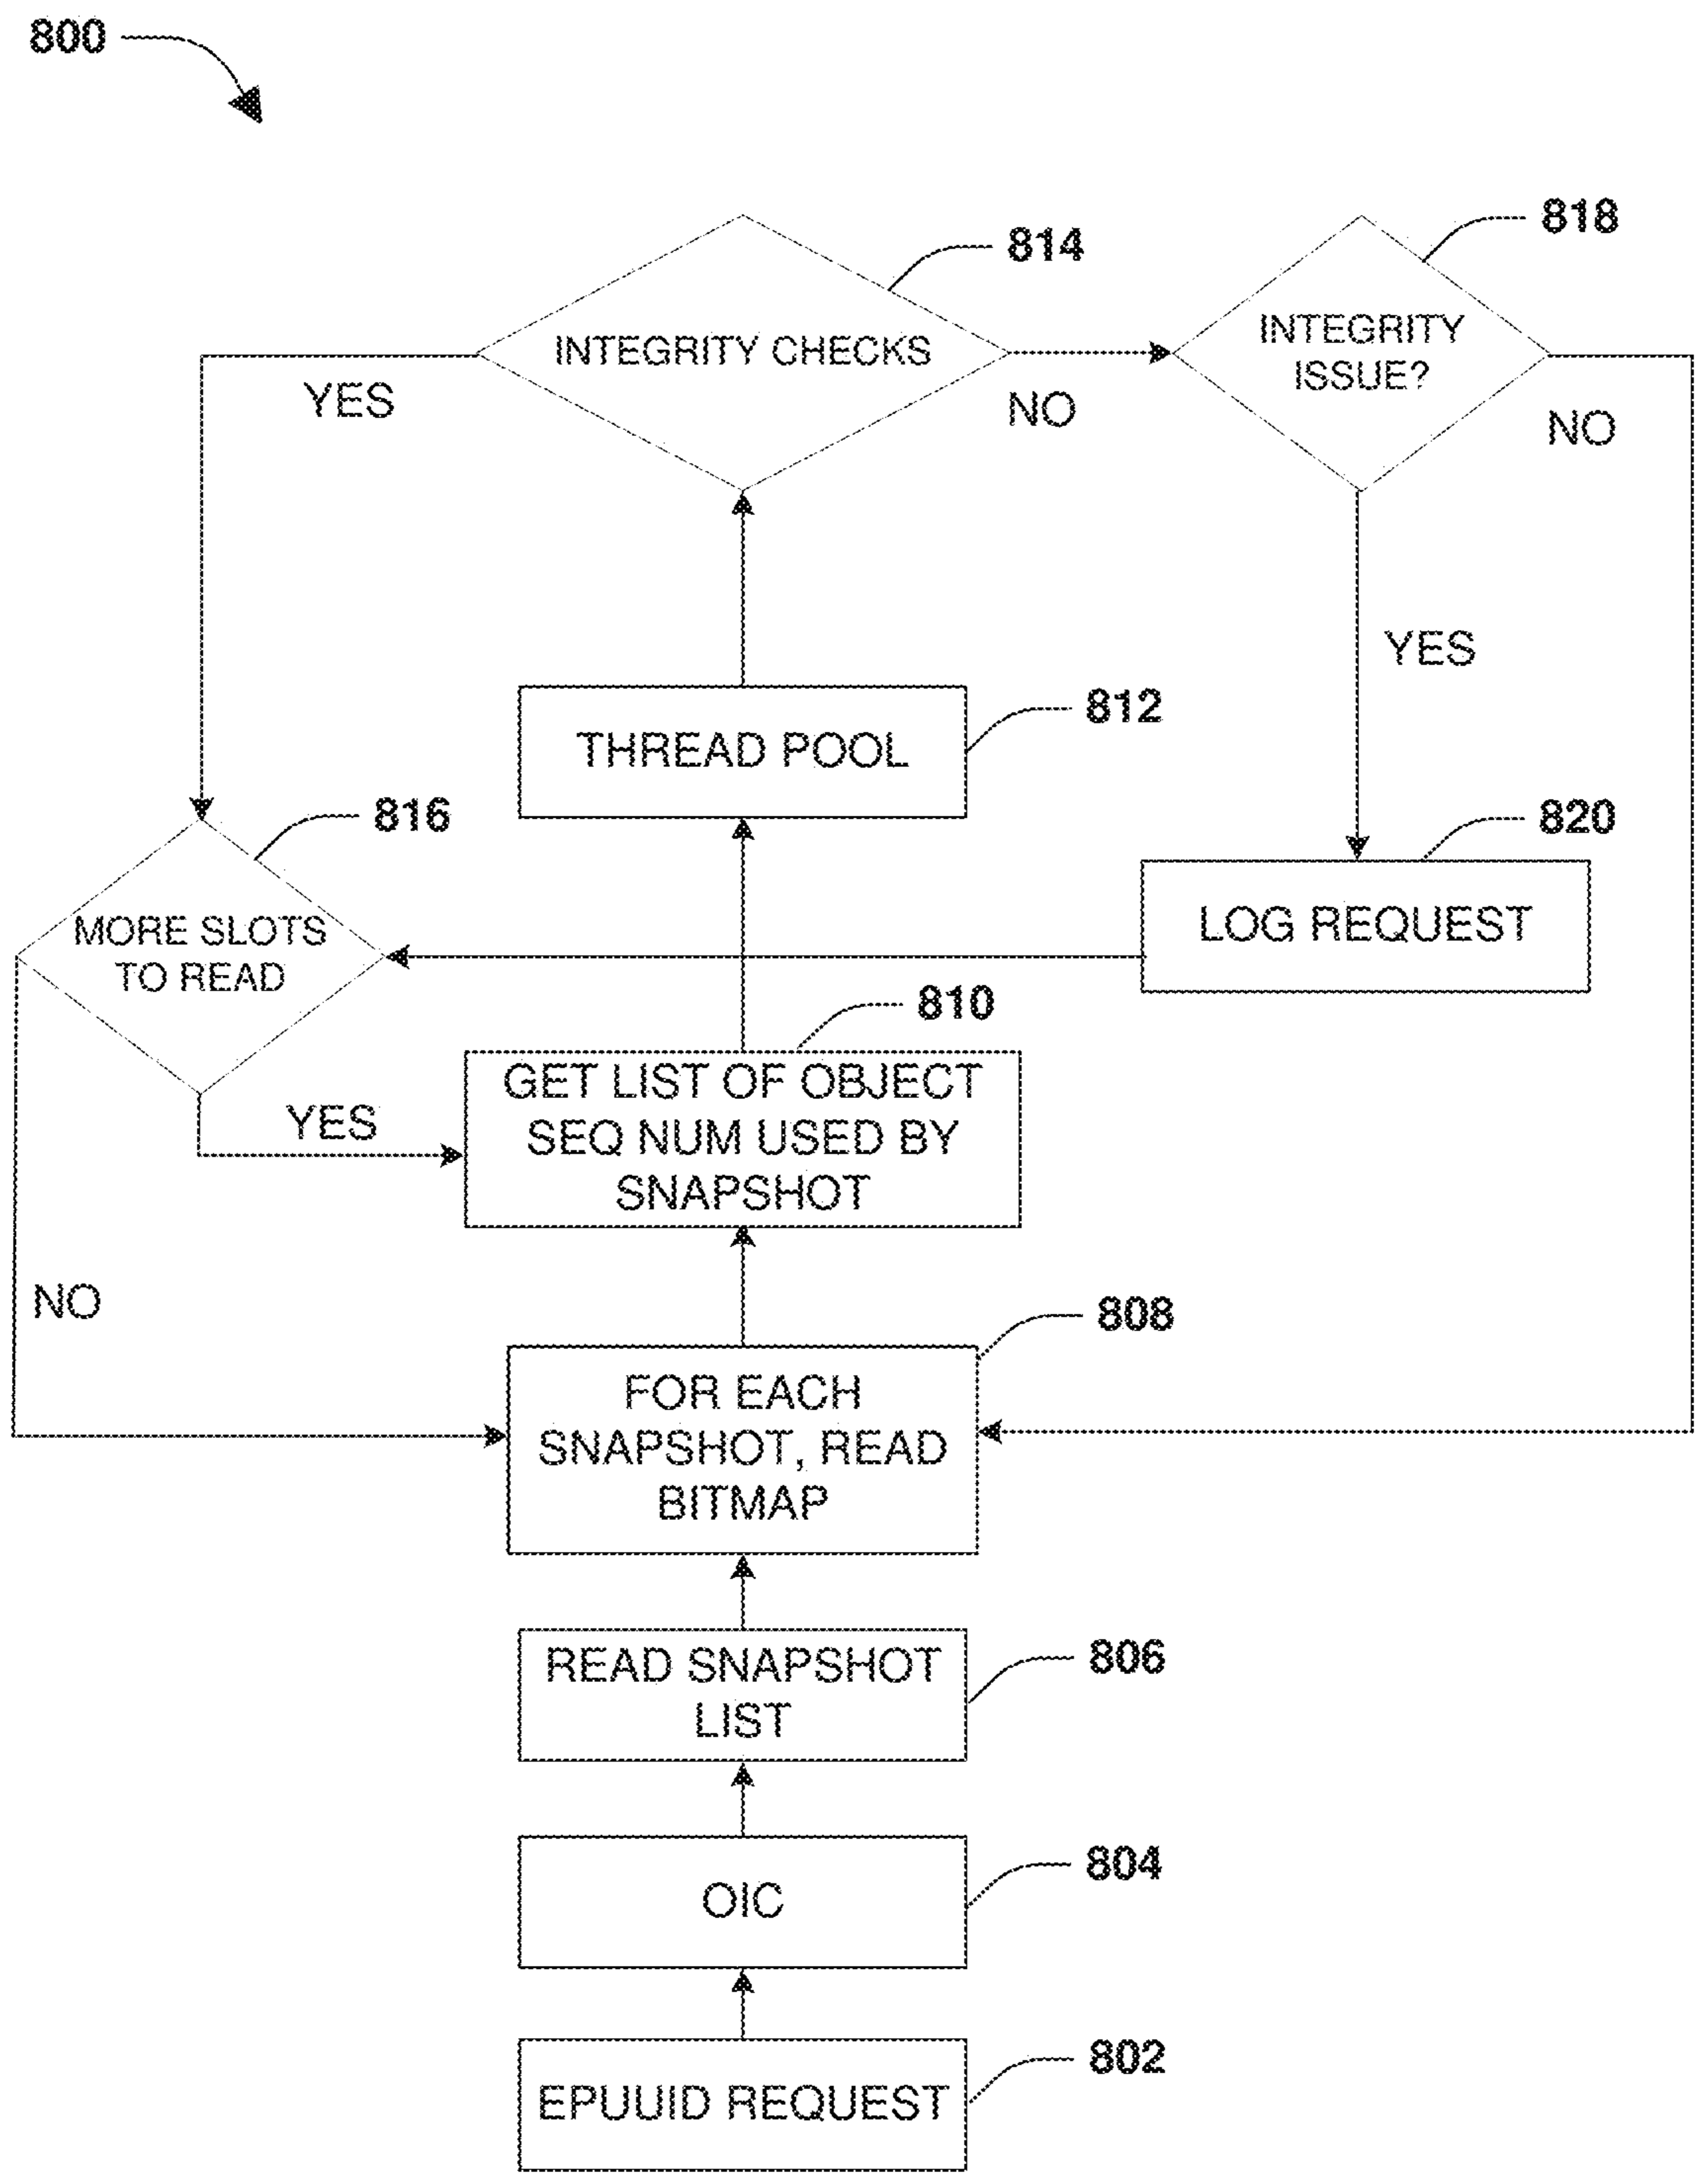 800
818
814
INTEGRITY
ISSUE?
INTEGRITY CHECKS
YES
NO
NO
YES
812
THREAD POOL
816
820
MORE SLOTS
TO READ
LOG REQUEST
810
GET LIST OF OBJECT
SEQ NUM USED BY
SNAPSHOT
YES
NO
808
FOR EACH
SNAPSHOT, READ
BITMAP
806
READ SNAPSHOT
LIST
804
OIC
802
EPUUID REQUEST